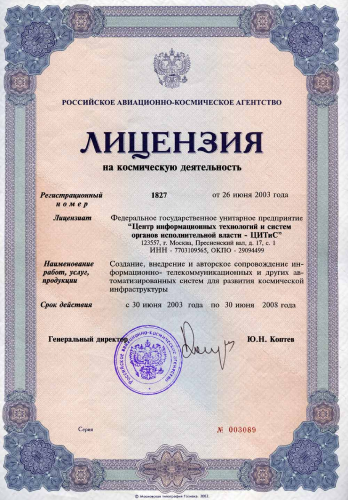 РОССИЙСКОЕ АВИАЦИОННО-КОСМИЧЕСКОЕ АГЕНТСТВО
ЛИЦЕНЗИЯ
на космическую деятельность
Регистрационный номер 1827 от 26 июня 2003 года
Лицензиат Федеральное государственное унитарное предприятие
"Центр информационных технологий и систем
органов исполнительной власти - ЦИТиС"
123557, г. Москва, Пресненский вал, д. 17, с. 1
ИНН - 7703109565, ОКПО - 29094499
Наименование Создание, внедрение и авторское сопровождение ин-
работ, услуг, формационно- телекоммуникационных и других ав-
продукции томатизированных систем для развития космической
инфраструктуры
Срок действия с 30 июня 2003 года по 30 июня 2008 года
Генеральный директор Ю.Н. Коптев
Серия № 003089